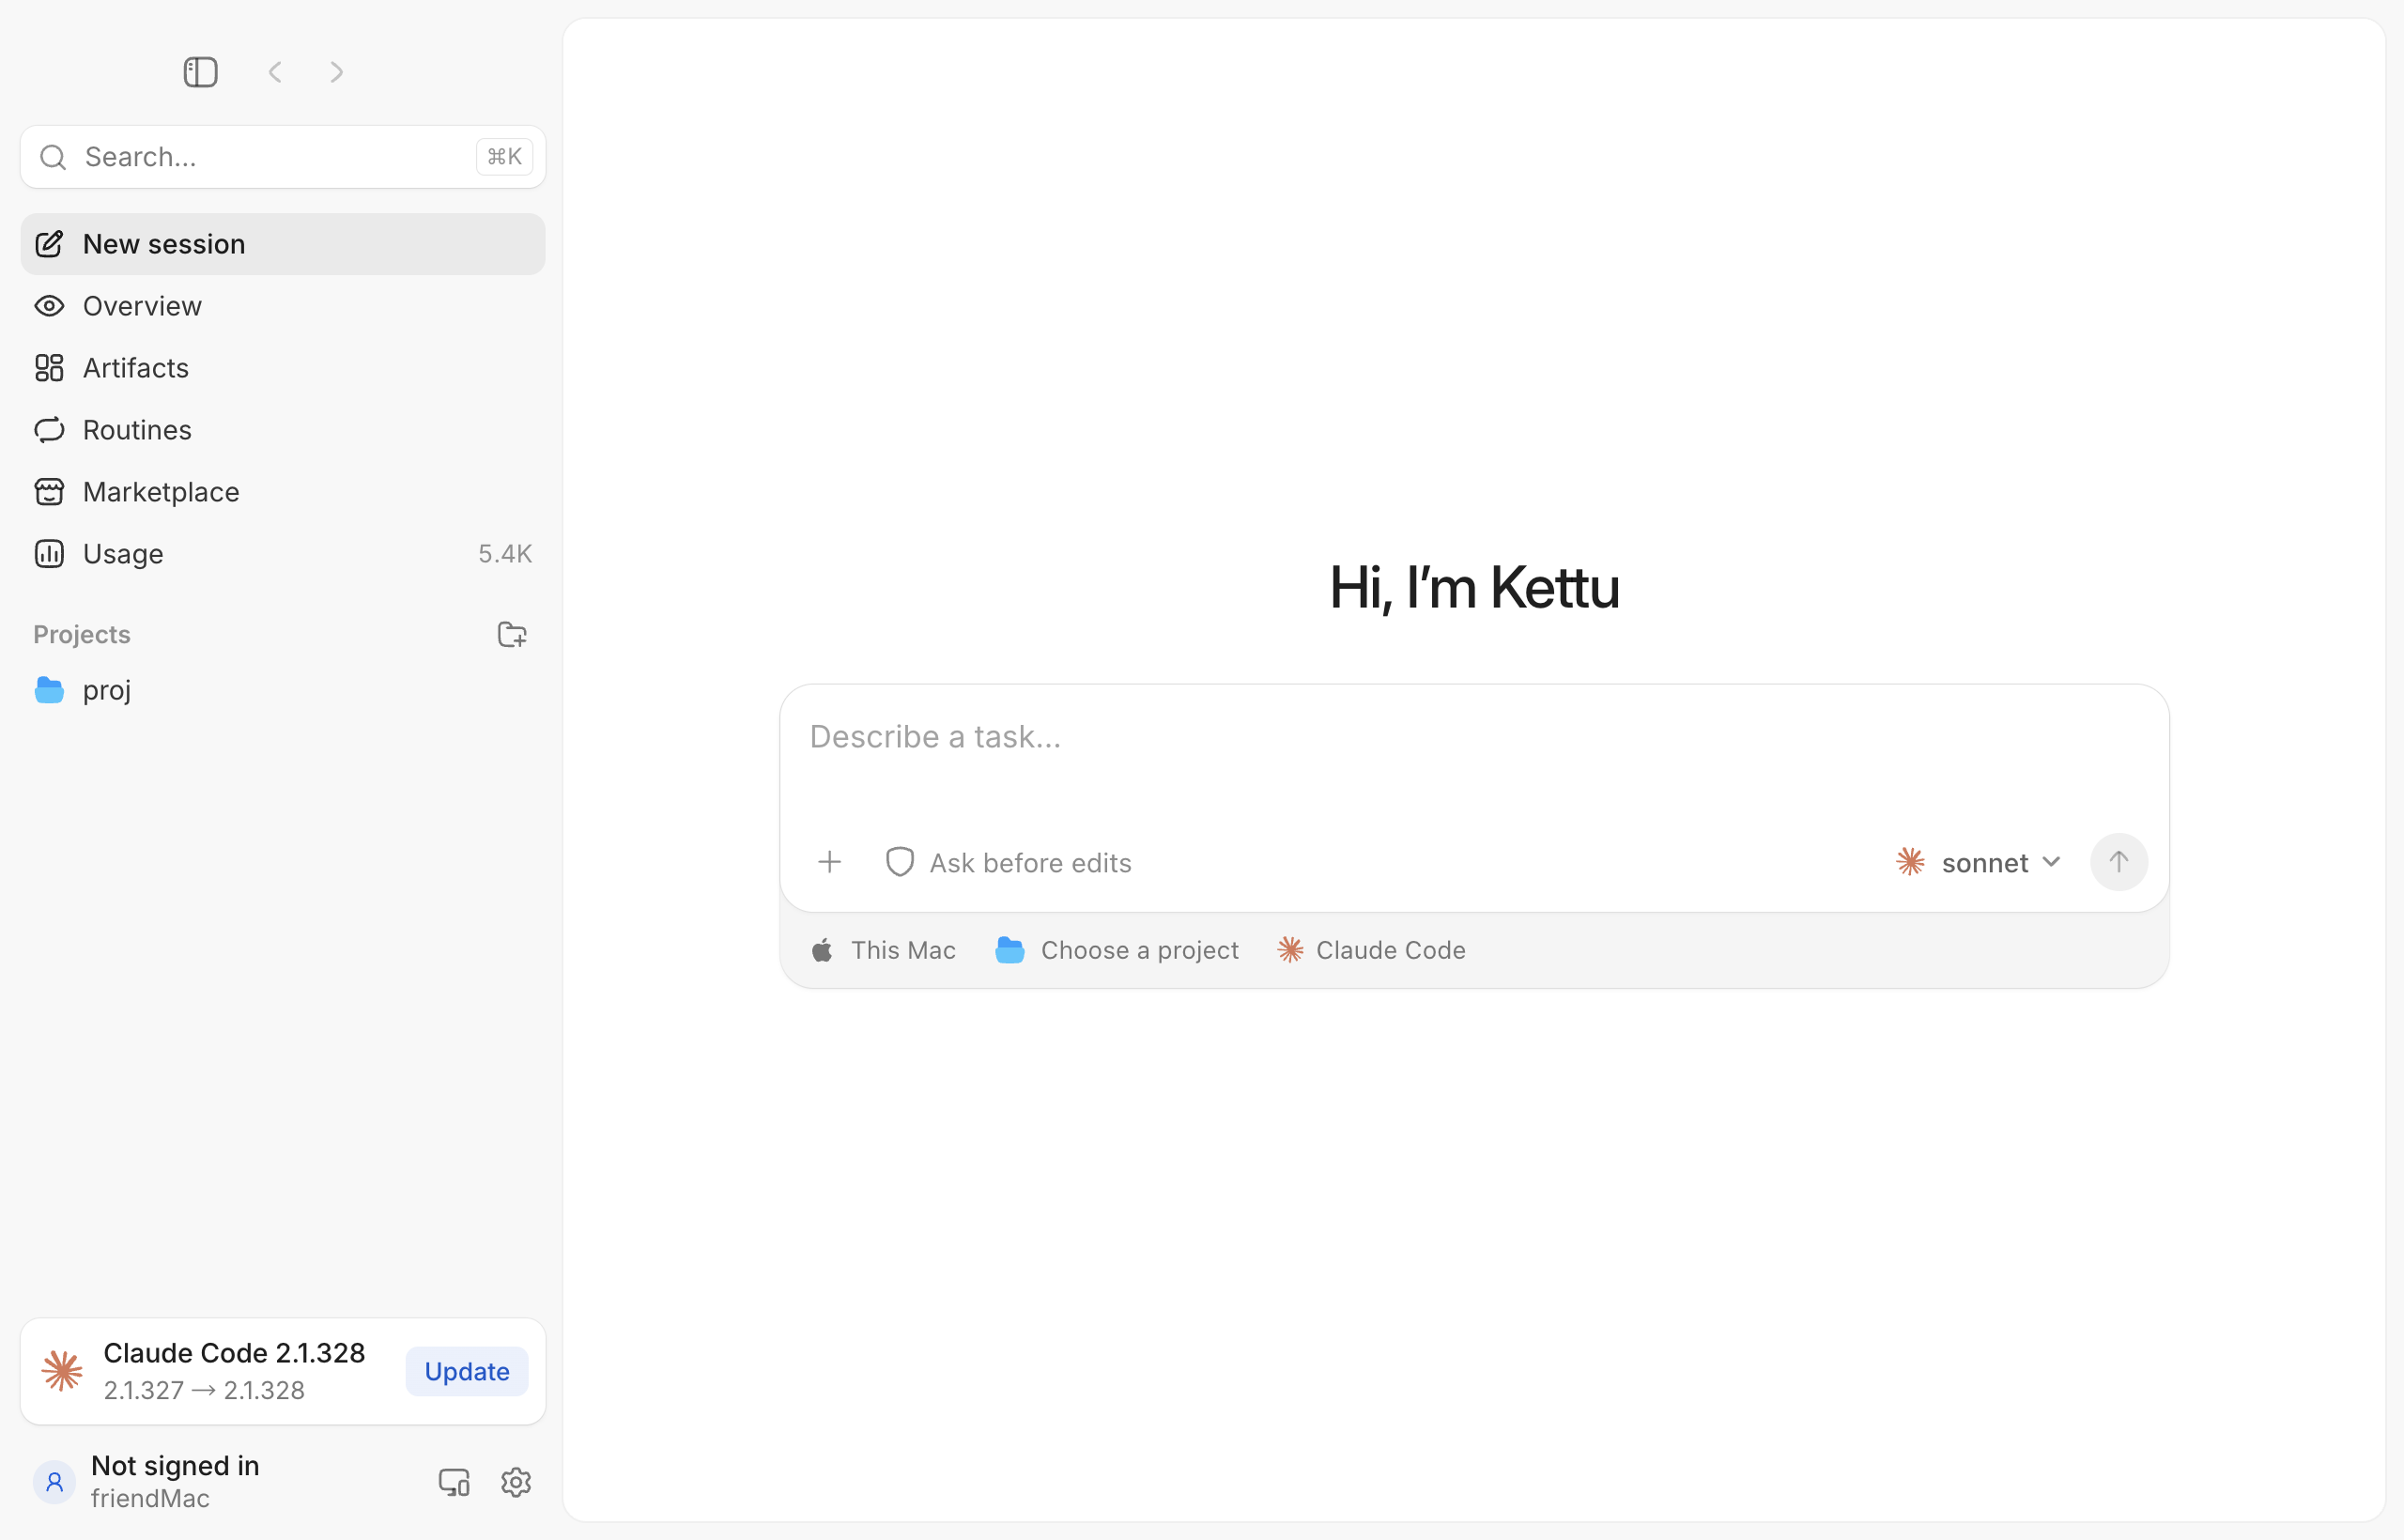 Search...
⌘K
New session
Overview
Artifacts
Routines
Marketplace
Usage 5.4K
Projects
proj
Claude Code 2.1.328
2.1.327 → 2.1.328
Update
Not signed in
friendMac
Hi, I’m Kettu
Describe a task...
Ask before edits
sonnet
This Mac
Choose a project
Claude Code